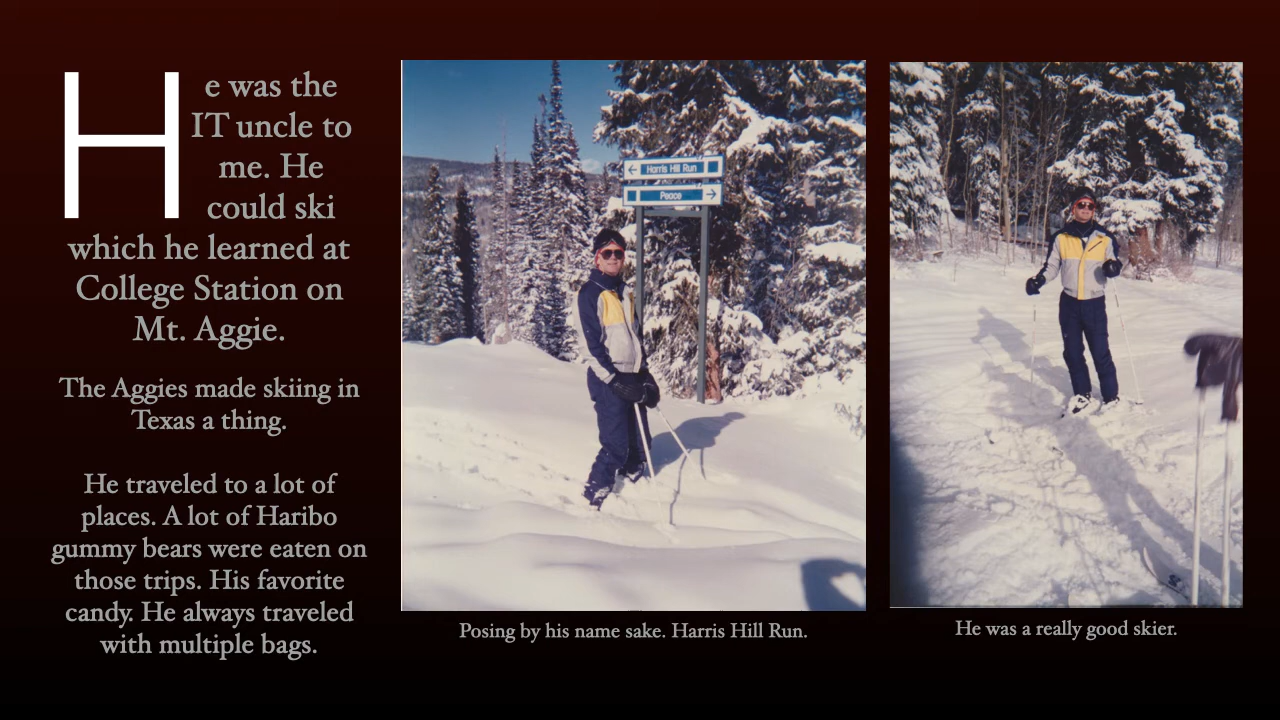 He was the
IT uncle to
me. He
could ski
which he learned at
College Station on
Mt. Aggie.
The Aggies made skiing in
Texas a thing.
He traveled to a lot of
places. A lot of Haribo
gummy bears were eaten on
those trips. His favorite
candy. He always traveled
with multiple bags.
← Harris Hill Run
Peace →
Posing by his name sake. Harris Hill Run.
He was a really good skier.